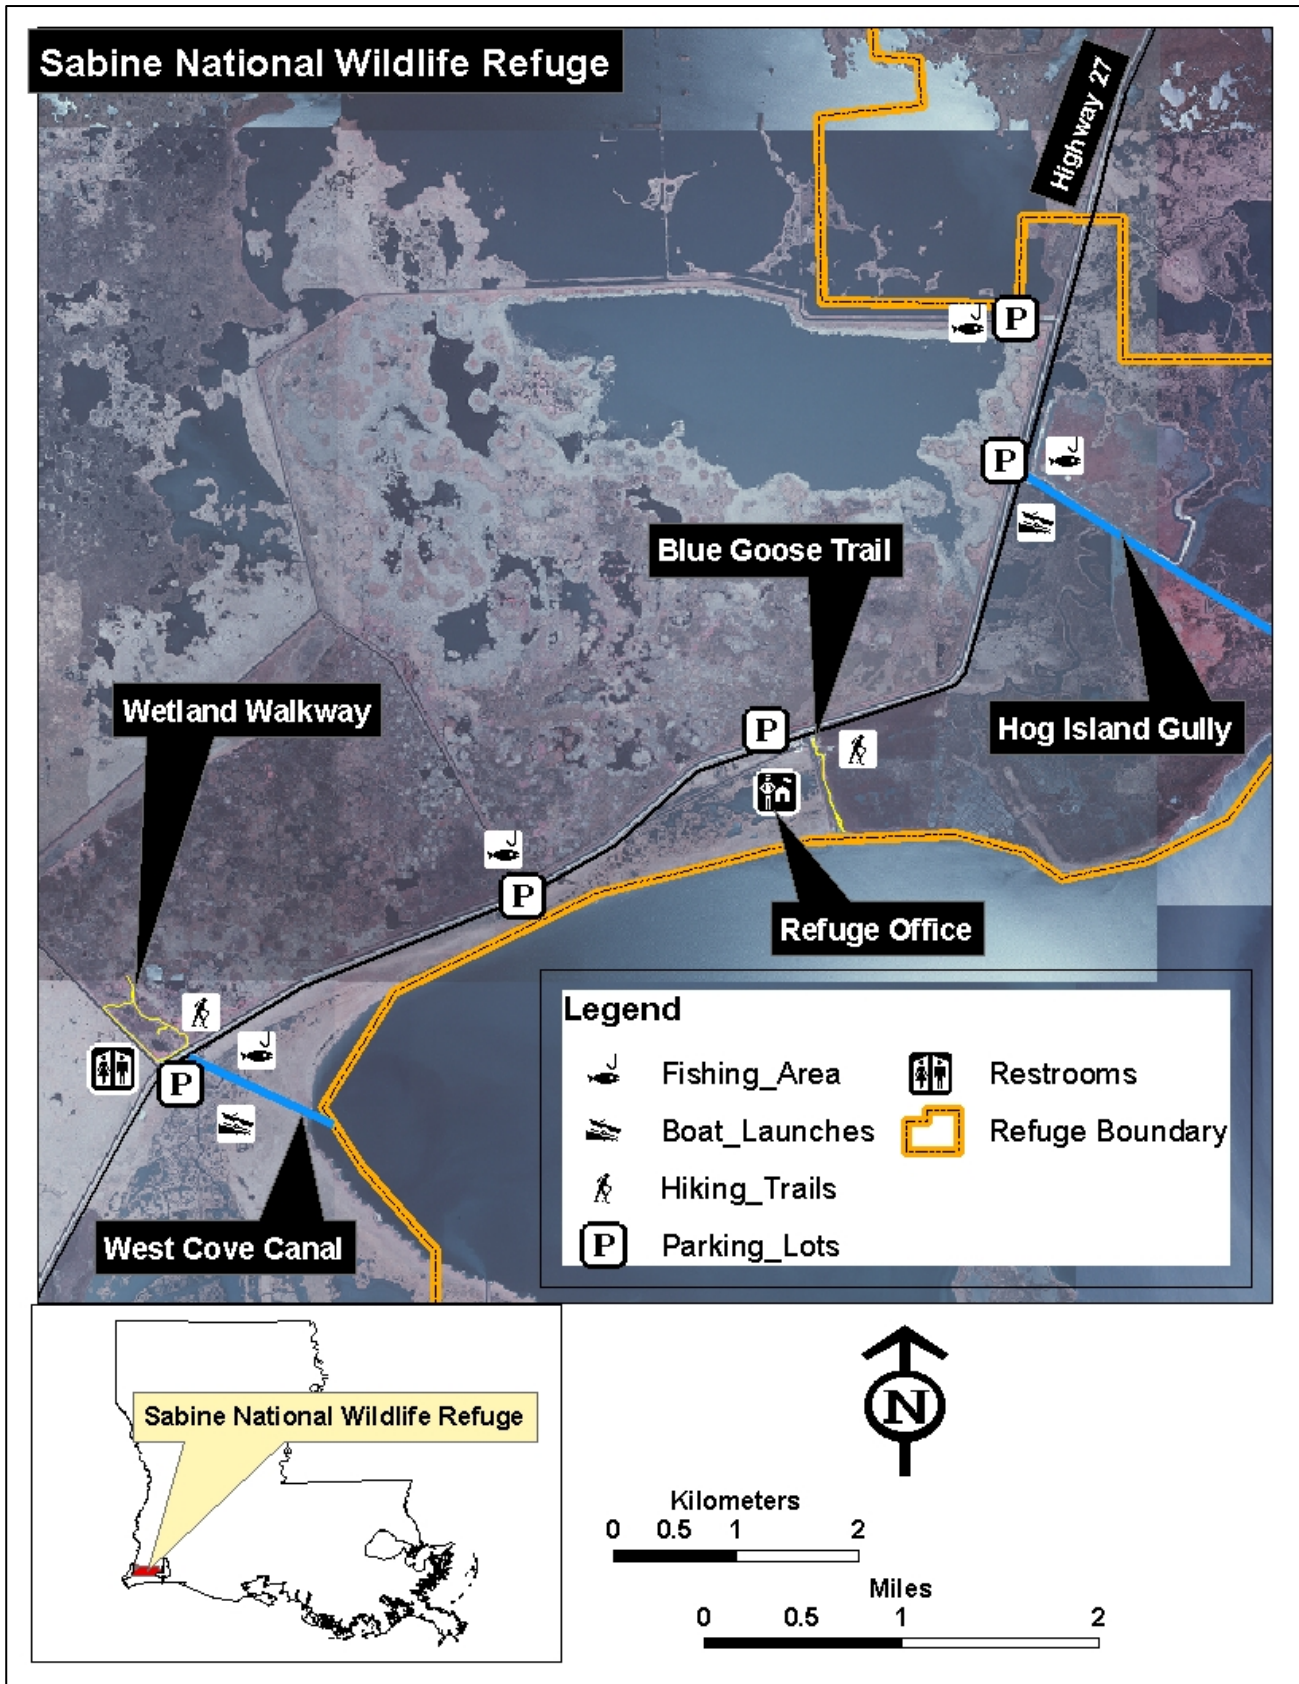 Sabine National Wildlife Refuge
Highway 27
P
P
Blue Goose Trail
Wetland Walkway
P
Hog Island Gully
P
Refuge Office
P
West Cove Canal
Legend
Fishing_Area
Restrooms
Boat_Launches
Refuge Boundary
Hiking_Trails
P Parking_Lots
Sabine National Wildlife Refuge
N
Kilometers
0 0.5 1 2
Miles
0 0.5 1 2